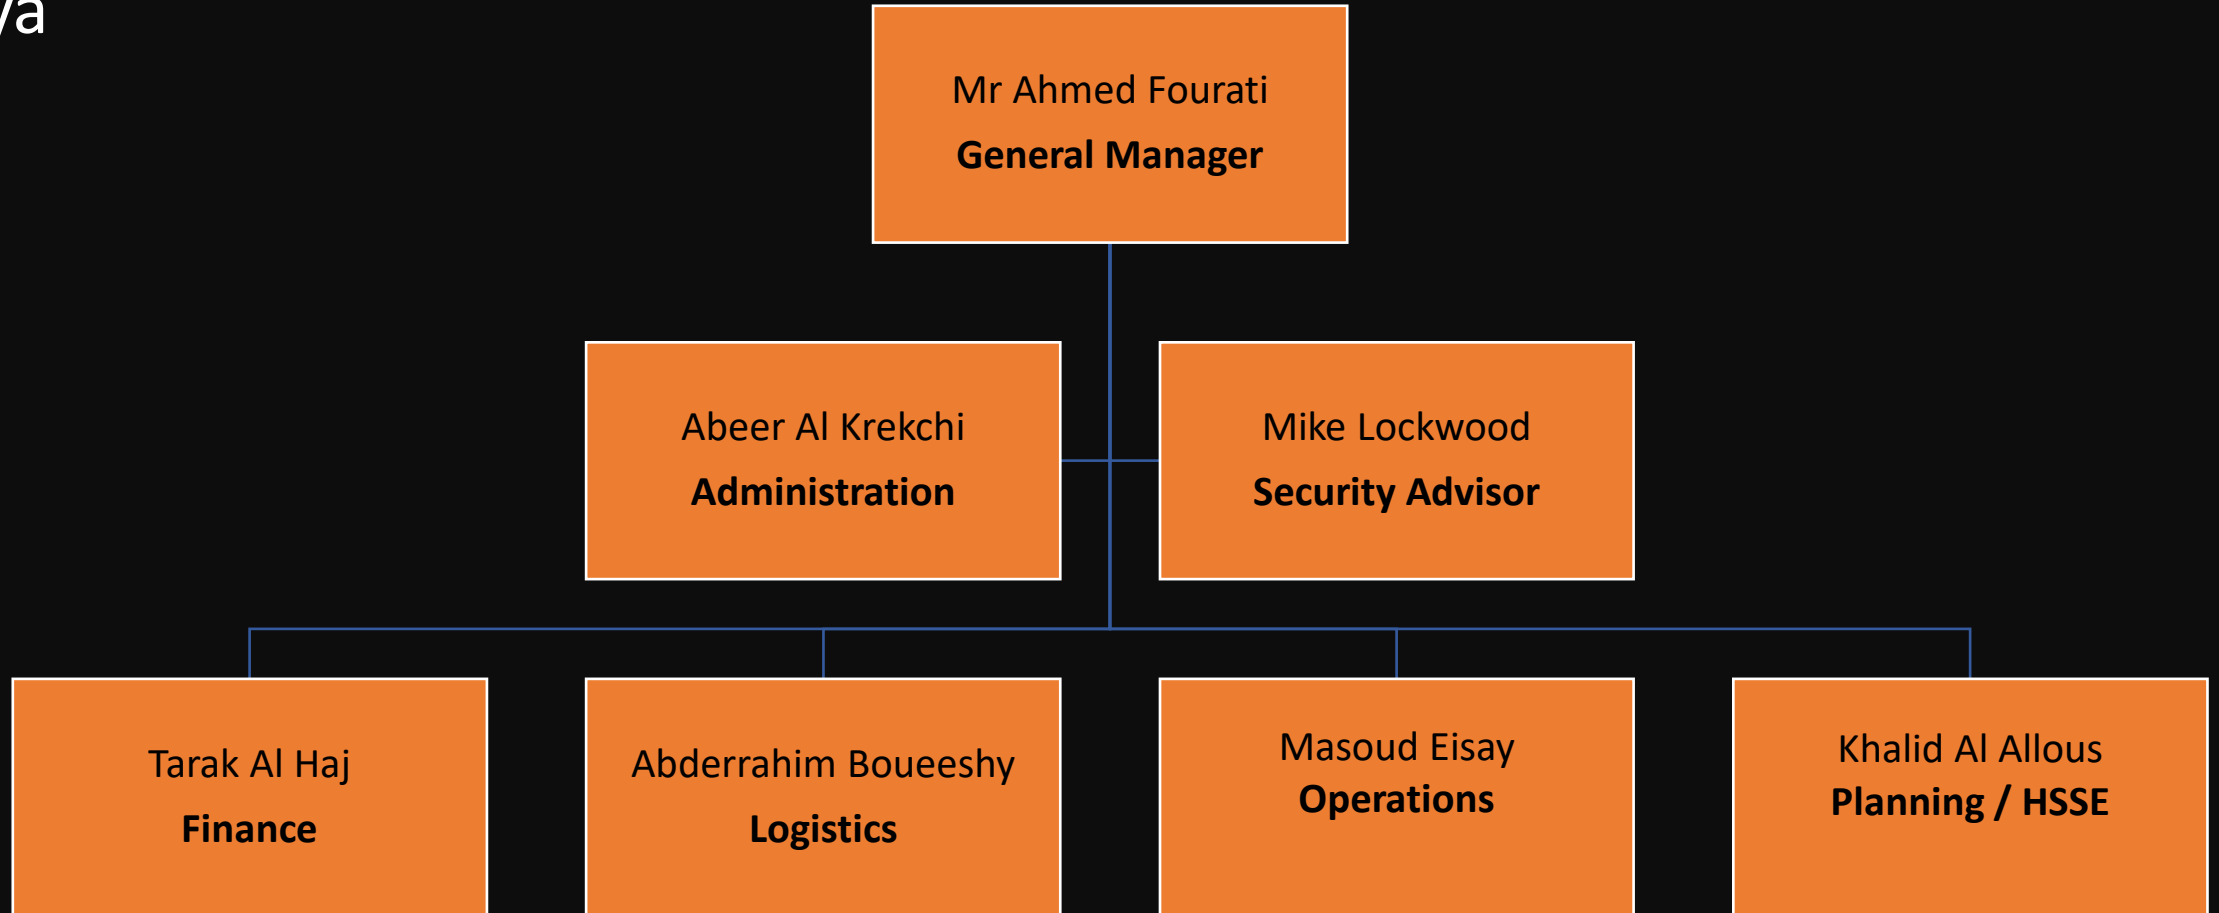 Mr Ahmed Fourati
General Manager
Abeer Al Krekchi
Administration
Mike Lockwood
Security Advisor
Tarak Al Haj
Finance
Abderrahim Boueeshy
Logistics
Masoud Eisay
Operations
Khalid Al Allous
Planning / HSSE